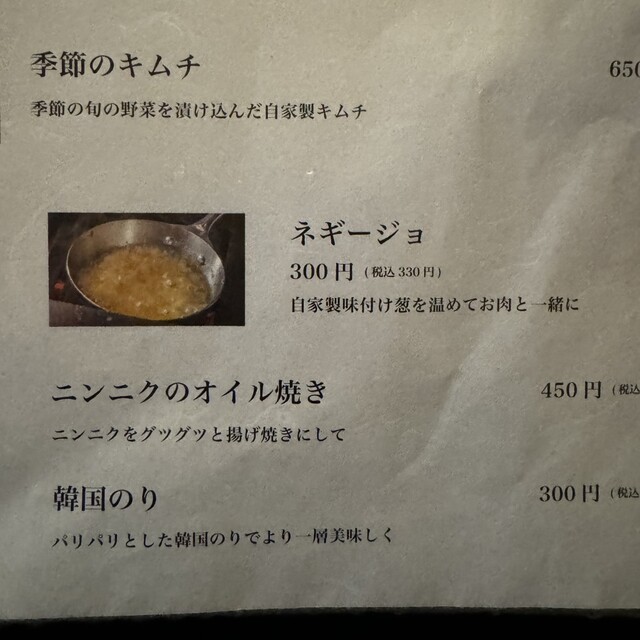 季節のキムチ 650
季節の旬の野菜を漬け込んだ自家製キムチ
ネギージョ
300円 (税込330円)
自家製味付け葱を温めてお肉と一緒に
ニンニクのオイル焼き 450円 (税込
ニンニクをグツグツと揚げ焼きにして
韓国のり 300円 (税込
パリパリとした韓国のりでより一層美味しく